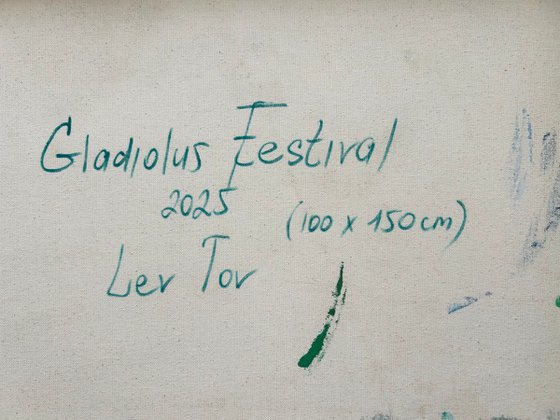 Gladiolus Festival
2025
(100 x 150 cm)
Lev Tov